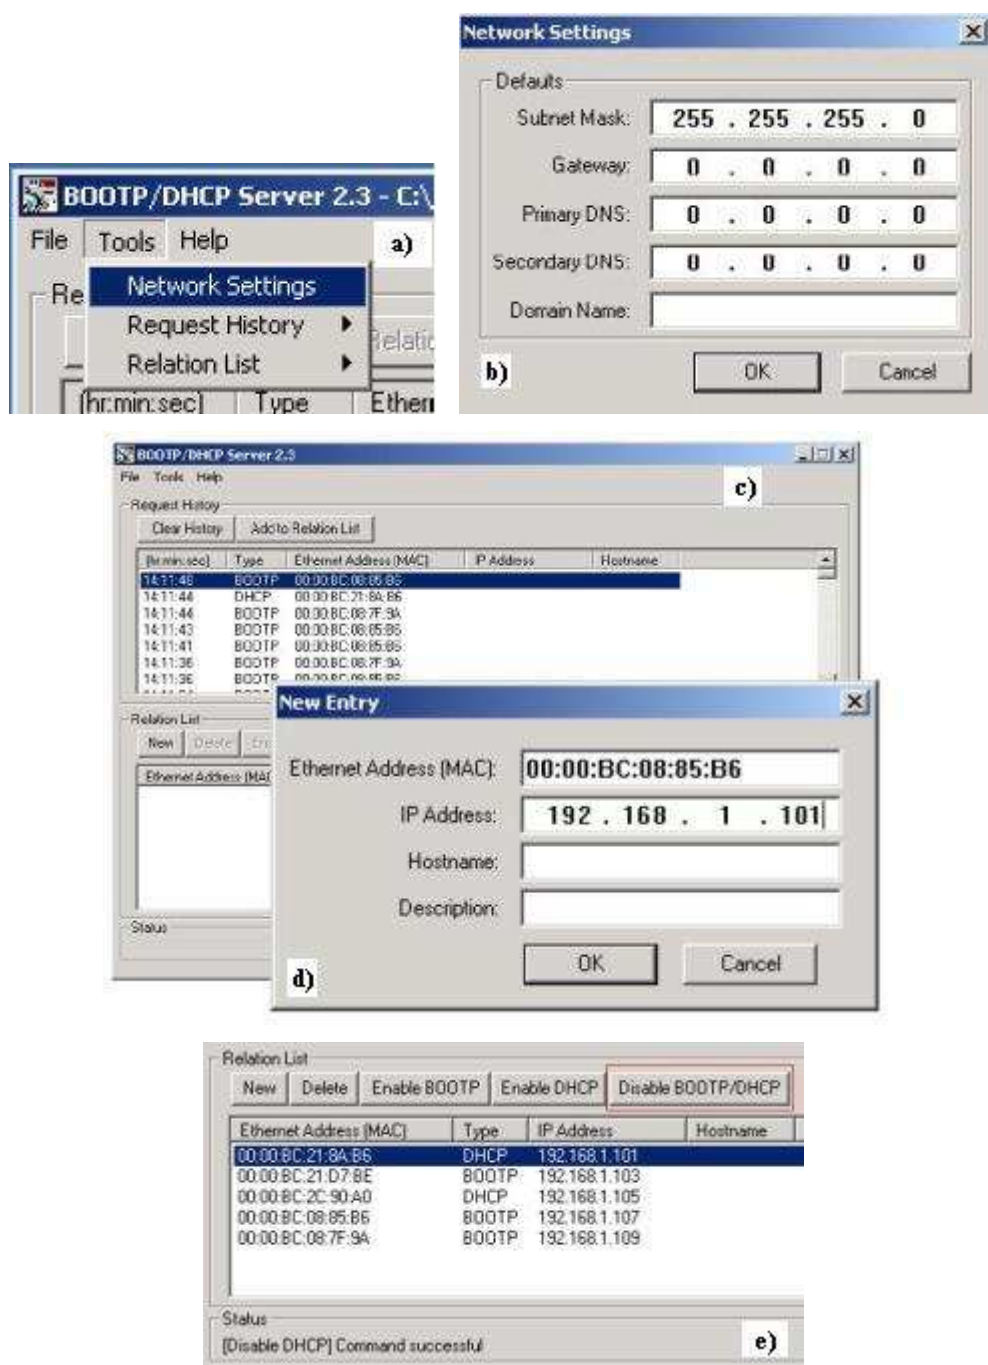 BOOTP/DHCP Server 2.3 - C:\
File Tools Help
a)
Network Settings
Request History
Relation List
(hr:min:sec) Type
Network Settings
Defaults
Subnet Mask: 255 . 255 . 255 . 0
Gateway: 0 . 0 . 0 . 0
Primary DNS: 0 . 0 . 0 . 0
Secondary DNS: 0 . 0 . 0 . 0
Domain Name:
b)
OK Cancel
BOOTP/DHCP Server 2.3
File Tools Help
c)
Request History
Clear History Add to Relation List
(hr:min:sec) Type Ethernet Address (MAC) IP Address Hostname
14:11:48 BOOTP 00:00:BC:08:85:B6
14:11:44 DHCP 00:00:BC:21:8A:B6
14:11:44 BOOTP 00:00:BC:08:7F:9A
14:11:43 BOOTP 00:00:BC:08:85:B6
14:11:41 BOOTP 00:00:BC:08:85:B6
14:11:36 BOOTP 00:00:BC:08:7F:9A
14:11:36 BOOTP
Relation List
New Delete
Ethernet Address (MAC
Status
New Entry
Ethernet Address (MAC): 00:00:BC:08:85:B6
IP Address: 192 . 168 . 1 . 101
Hostname:
Description:
OK Cancel
d)
Relation List
New Delete Enable BOOTP Enable DHCP Disable BOOTP/DHCP
Ethernet Address (MAC) Type IP Address Hostname
00:00:BC:21:8A:B6 DHCP 192.168.1.101
00:00:BC:21:D7:BE BOOTP 192.168.1.103
00:00:BC:2C:90:A0 DHCP 192.168.1.105
00:00:BC:08:85:B6 BOOTP 192.168.1.107
00:00:BC:08:7F:9A BOOTP 192.168.1.109
Status
[Disable DHCP] Command successful
e)